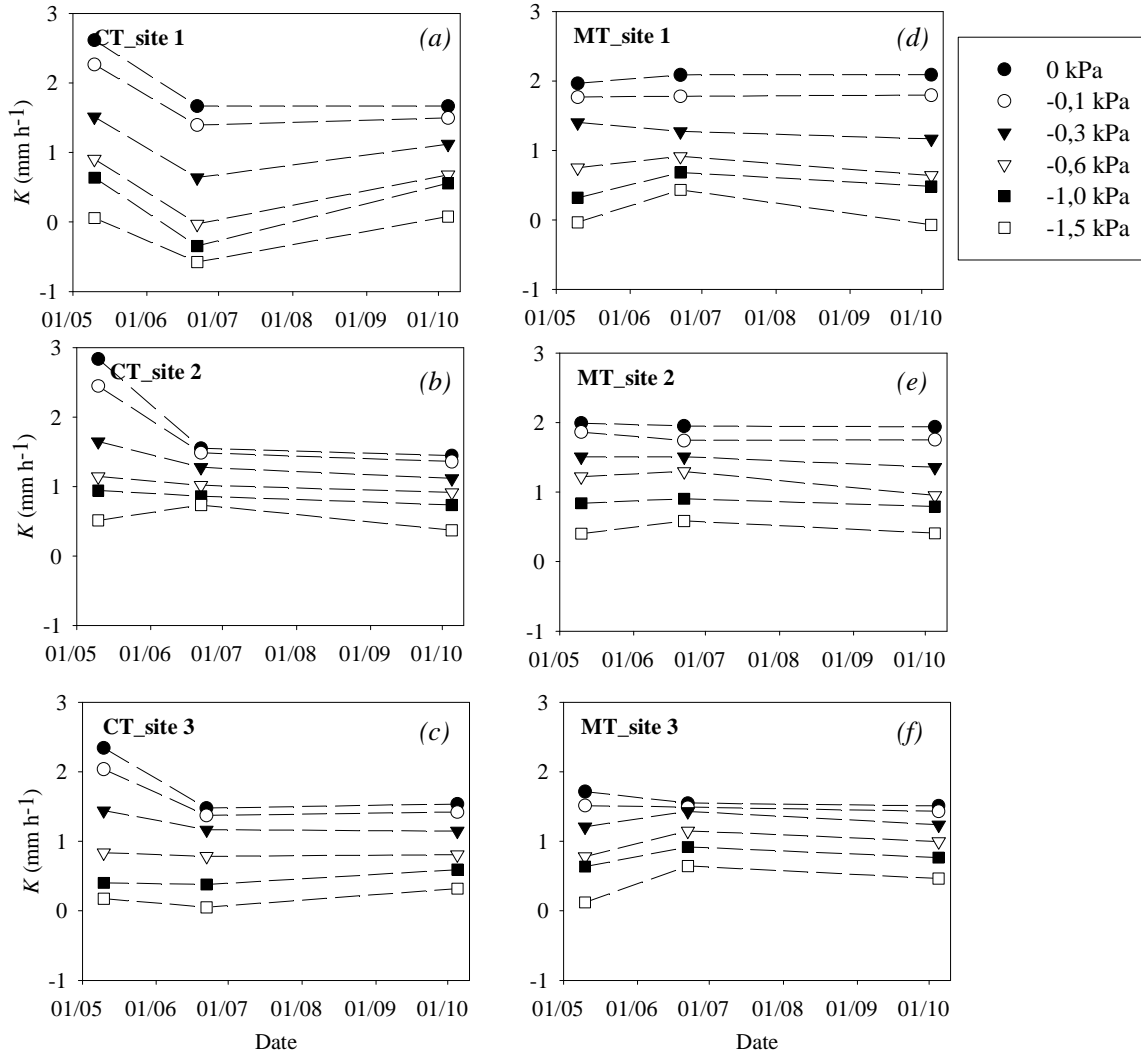 CT_site 1
(a)
3
2
1
0
-1
K (mm h-1)
01/05 01/06 01/07 01/08 01/09 01/10
MT_site 1
(d)
3
2
1
0
-1
01/05 01/06 01/07 01/08 01/09 01/10
0 kPa
-0,1 kPa
-0,3 kPa
-0,6 kPa
-1,0 kPa
-1,5 kPa
CT_site 2
(b)
3
2
1
0
-1
K (mm h-1)
01/05 01/06 01/07 01/08 01/09 01/10
MT_site 2
(e)
3
2
1
0
-1
01/05 01/06 01/07 01/08 01/09 01/10
CT_site 3
(c)
3
2
1
0
-1
K (mm h-1)
01/05 01/06 01/07 01/08 01/09 01/10
Date
MT_site 3
(f)
3
2
1
0
-1
01/05 01/06 01/07 01/08 01/09 01/10
Date